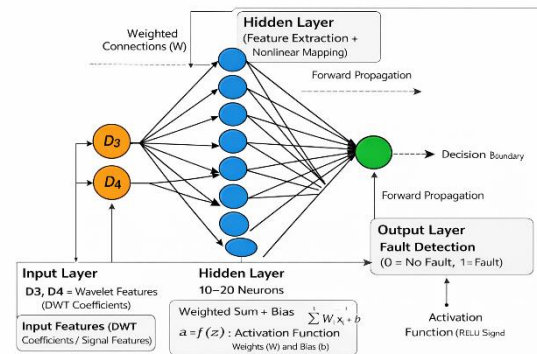 Weighted
Connections (W)
Hidden Layer
(Feature Extraction +
Nonlinear Mapping)
Forward Propagation
D3
D4
Decision Boundary
Forward Propagation
Input Layer
D3, D4 = Wavelet Features
(DWT Coefficients)
Input Features (DWT
Coefficients / Signal Features)
Hidden Layer
10–20 Neurons
Weighted Sum + Bias ∑ Wᵢ xᵢ + b
a = f(z) : Activation Function
Weights (W) and Bias (b)
Output Layer
Fault Detection
(0 = No Fault, 1= Fault)
Activation
Function (RELU Signd